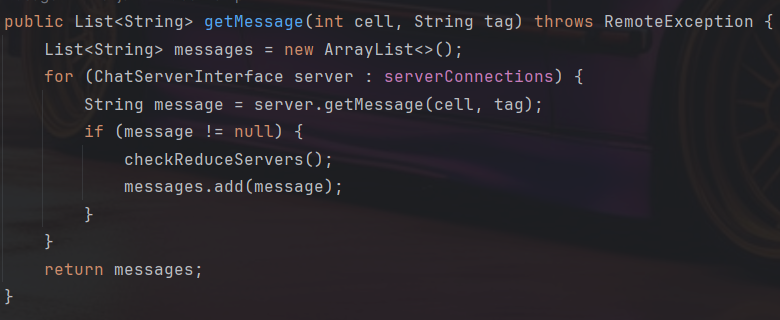 public List<String> getMessage(int cell, String tag) throws RemoteException {
    List<String> messages = new ArrayList<>();
    for (ChatServerInterface server : serverConnections) {
        String message = server.getMessage(cell, tag);
        if (message != null) {
            checkReduceServers();
            messages.add(message);
        }
    }
    return messages;
}